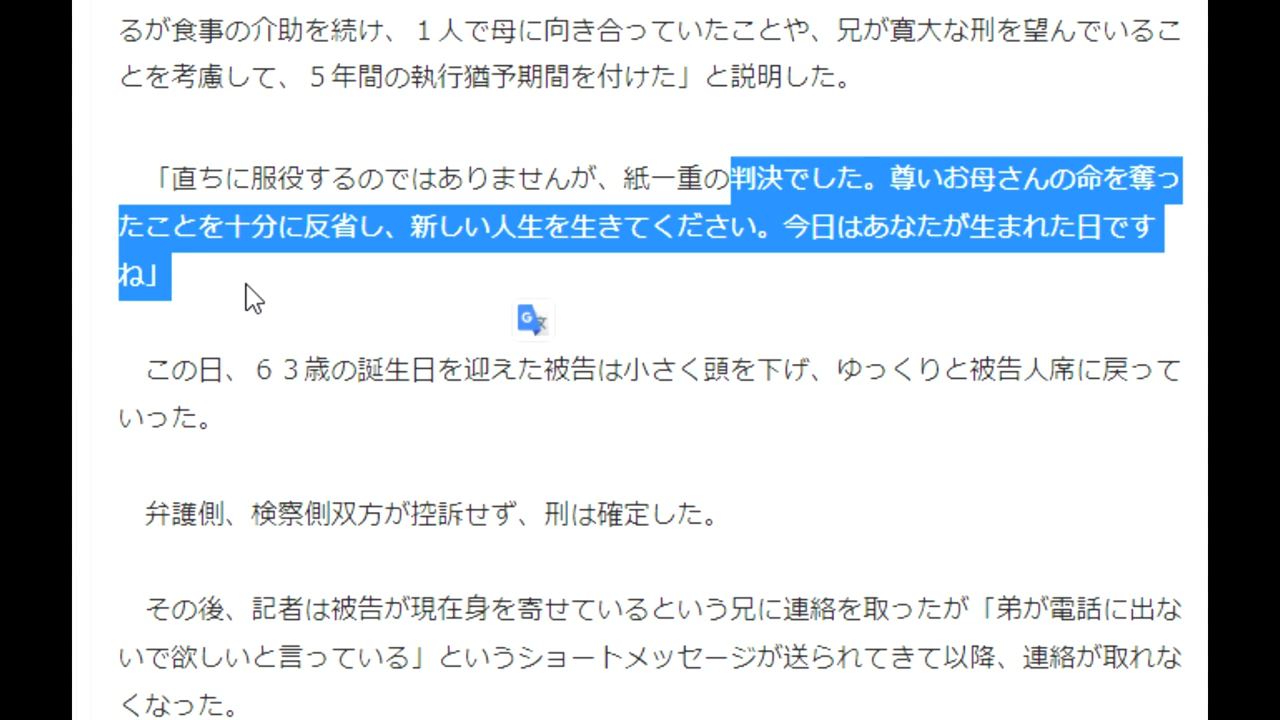 るが食事の介助を続け、１人で母に向き合っていたことや、兄が寛大な刑を望んでいるこ
とを考慮して、５年間の執行猶予期間を付けた」と説明した。
「直ちに服役するのではありませんが、紙一重の判決でした。尊いお母さんの命を奪っ
たことを十分に反省し、新しい人生を生きてください。今日はあなたが生まれた日です
ね」
この日、６３歳の誕生日を迎えた被告は小さく頭を下げ、ゆっくりと被告人席に戻って
いった。
弁護側、検察側双方が控訴せず、刑は確定した。
その後、記者は被告が現在身を寄せているという兄に連絡を取ったが「弟が電話に出な
いで欲しいと言っている」というショートメッセージが送られてきて以降、連絡が取れな
くなった。